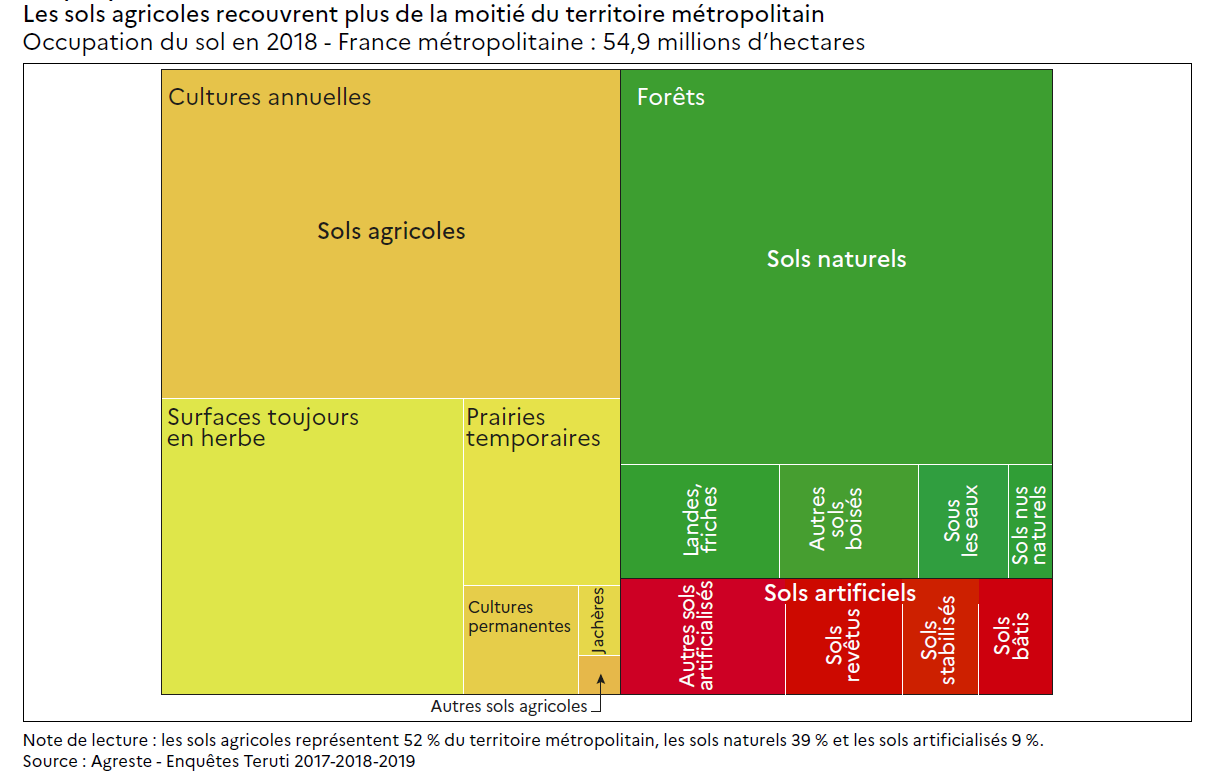 Les sols agricoles recouvrent plus de la moitié du territoire métropolitain
Occupation du sol en 2018 - France métropolitaine : 54,9 millions d’hectares
Cultures annuelles
Sols agricoles
Forêts
Sols naturels
Surfaces toujours
en herbe
Prairies
temporaires
Cultures
permanentes
Jachères
Autres sols agricoles
Landes,
friches
Autres
sols
boisés
Sous
les eaux
Sols nus
naturels
Sols artificiels
Autres sols
artificialisés
Sols
revêtus
Sols
stabilisés
Sols
bâtis
Note de lecture : les sols agricoles représentent 52 % du territoire métropolitain, les sols naturels 39 % et les sols artificialisés 9 %.
Source : Agreste - Enquêtes Teruti 2017-2018-2019